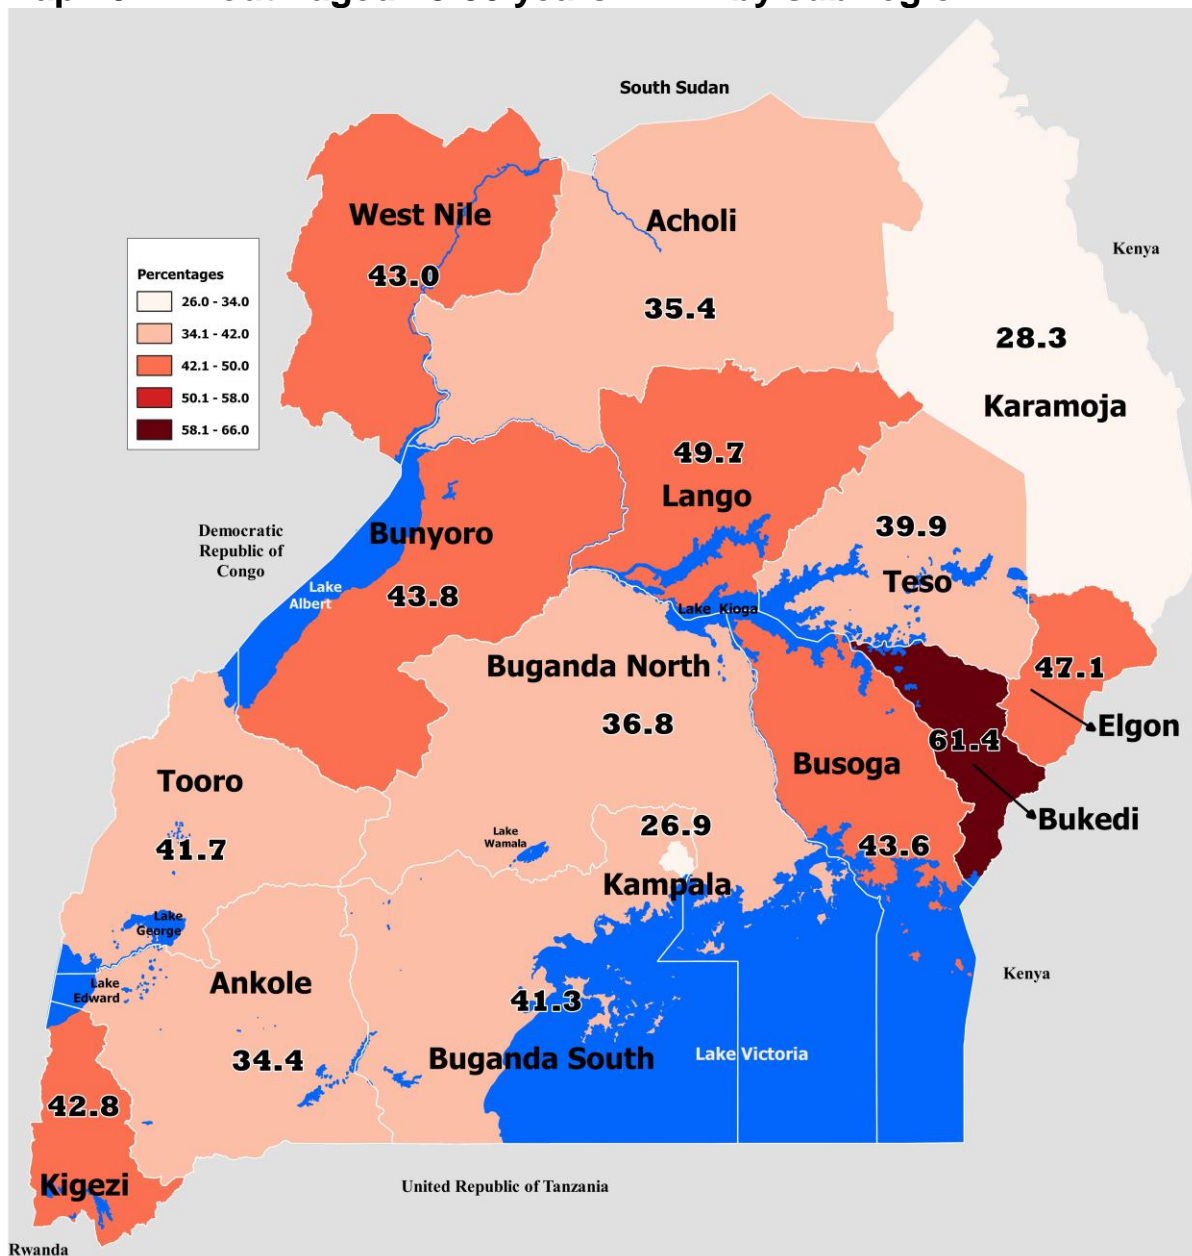 by
South Sudan
West Nile
Acholi
Kenya
43.0
Percentages
26.0 - 34.0
34.1 - 42.0
42.1 - 50.0
50.1 - 58.0
58.1 - 66.0
35.4
28.3
Karamoja
49.7
Lango
Democratic
Republic of
Congo
Bunyoro
39.9
Teso
Lake
Albert
43.8
Lake Kioga
Buganda North
47.1
36.8
Elgon
61.4
Busoga
Tooro
Bukedi
26.9
Lake
Wamala
41.7
43.6
Kampala
Lake
George
Kenya
Lake
Edward
Ankole
41.3
34.4
Buganda South
Lake Victoria
42.8
Kigezi
United Republic of Tanzania
Rwanda